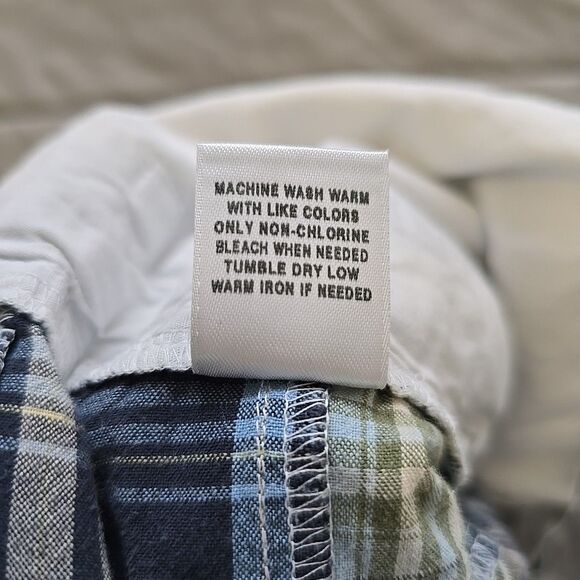 MACHINE WASH WARM
WITH LIKE COLORS
ONLY NON-CHLORINE
BLEACH WHEN NEEDED
TUMBLE DRY LOW
WARM IRON IF NEEDED